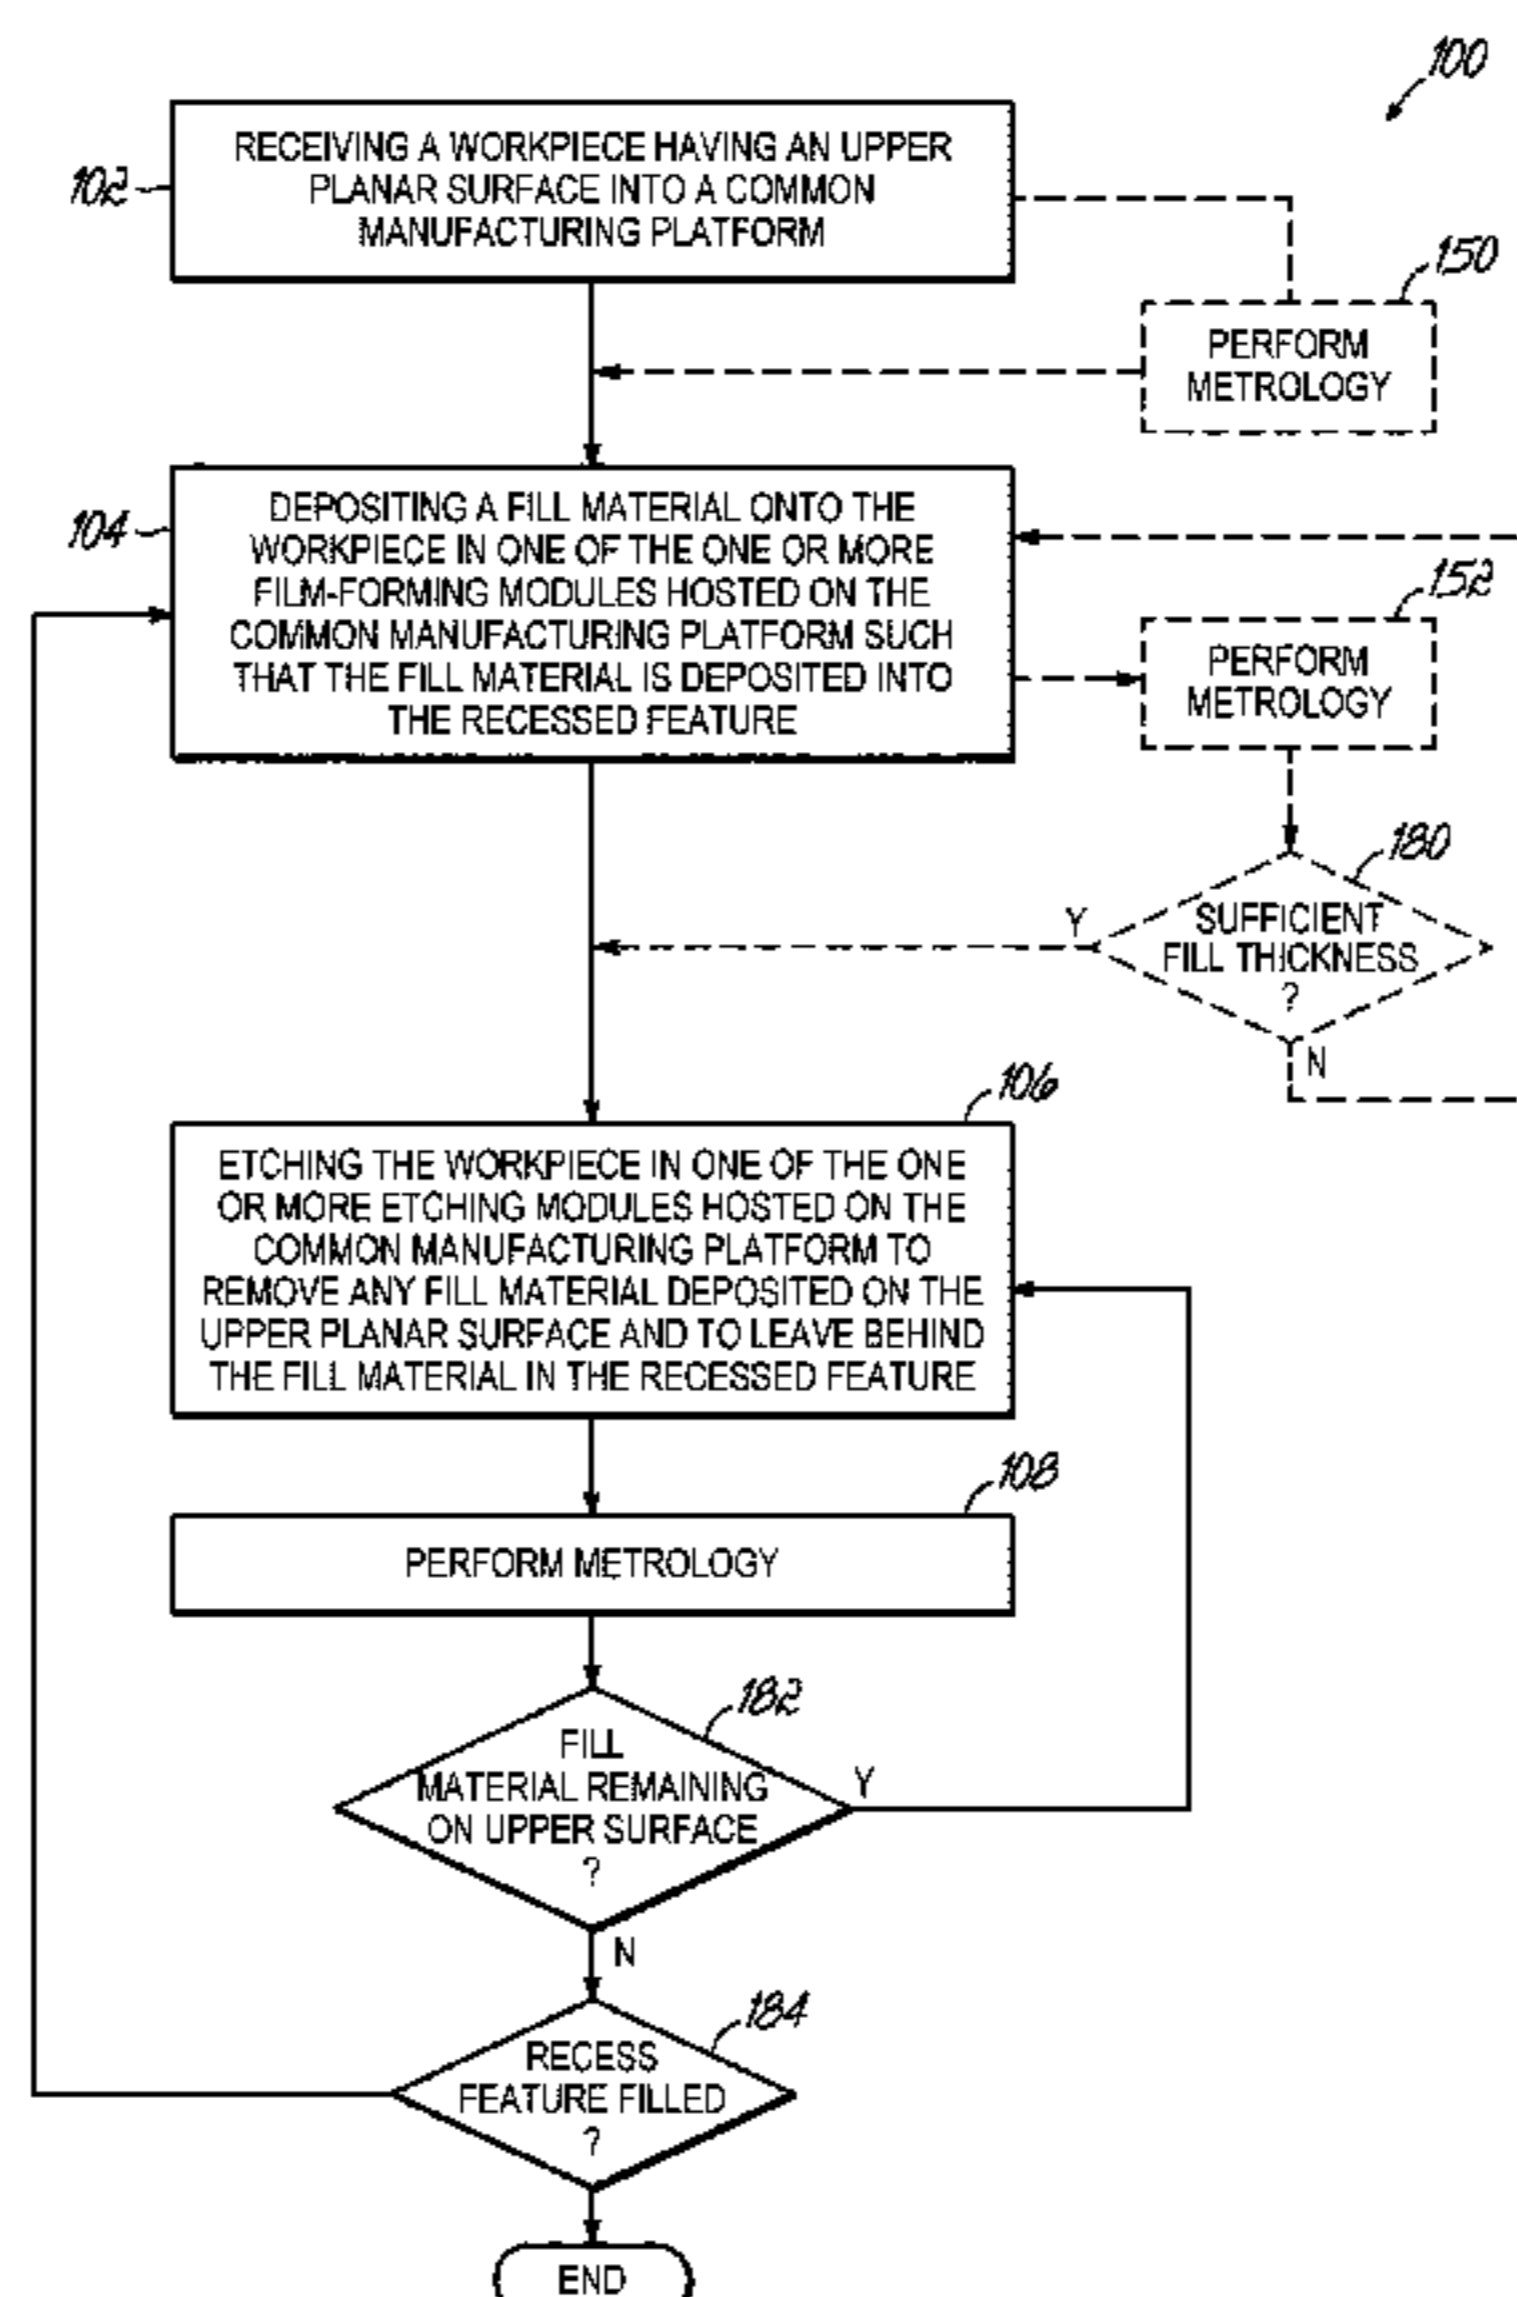 100
102
RECEIVING A WORKPIECE HAVING AN UPPER
PLANAR SURFACE INTO A COMMON
MANUFACTURING PLATFORM
150
PERFORM
METROLOGY
104
DEPOSITING A FILL MATERIAL ONTO THE
WORKPIECE IN ONE OF THE ONE OR MORE
FILM-FORMING MODULES HOSTED ON THE
COMMON MANUFACTURING PLATFORM SUCH
THAT THE FILL MATERIAL IS DEPOSITED INTO
THE RECESSED FEATURE
152
PERFORM
METROLOGY
180
SUFFICIENT
FILL THICKNESS
?
Y
N
106
ETCHING THE WORKPIECE IN ONE OF THE ONE
OR MORE ETCHING MODULES HOSTED ON THE
COMMON MANUFACTURING PLATFORM TO
REMOVE ANY FILL MATERIAL DEPOSITED ON THE
UPPER PLANAR SURFACE AND TO LEAVE BEHIND
THE FILL MATERIAL IN THE RECESSED FEATURE
108
PERFORM METROLOGY
182
FILL
MATERIAL REMAINING
ON UPPER SURFACE
?
Y
N
184
RECESS
FEATURE FILLED
?
END